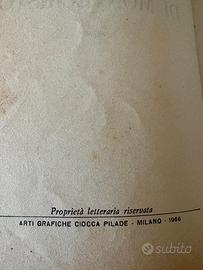 Proprietà letteraria riservata
ARTI GRAFICHE CIOCCA PILADE - MILANO - 1966
subito